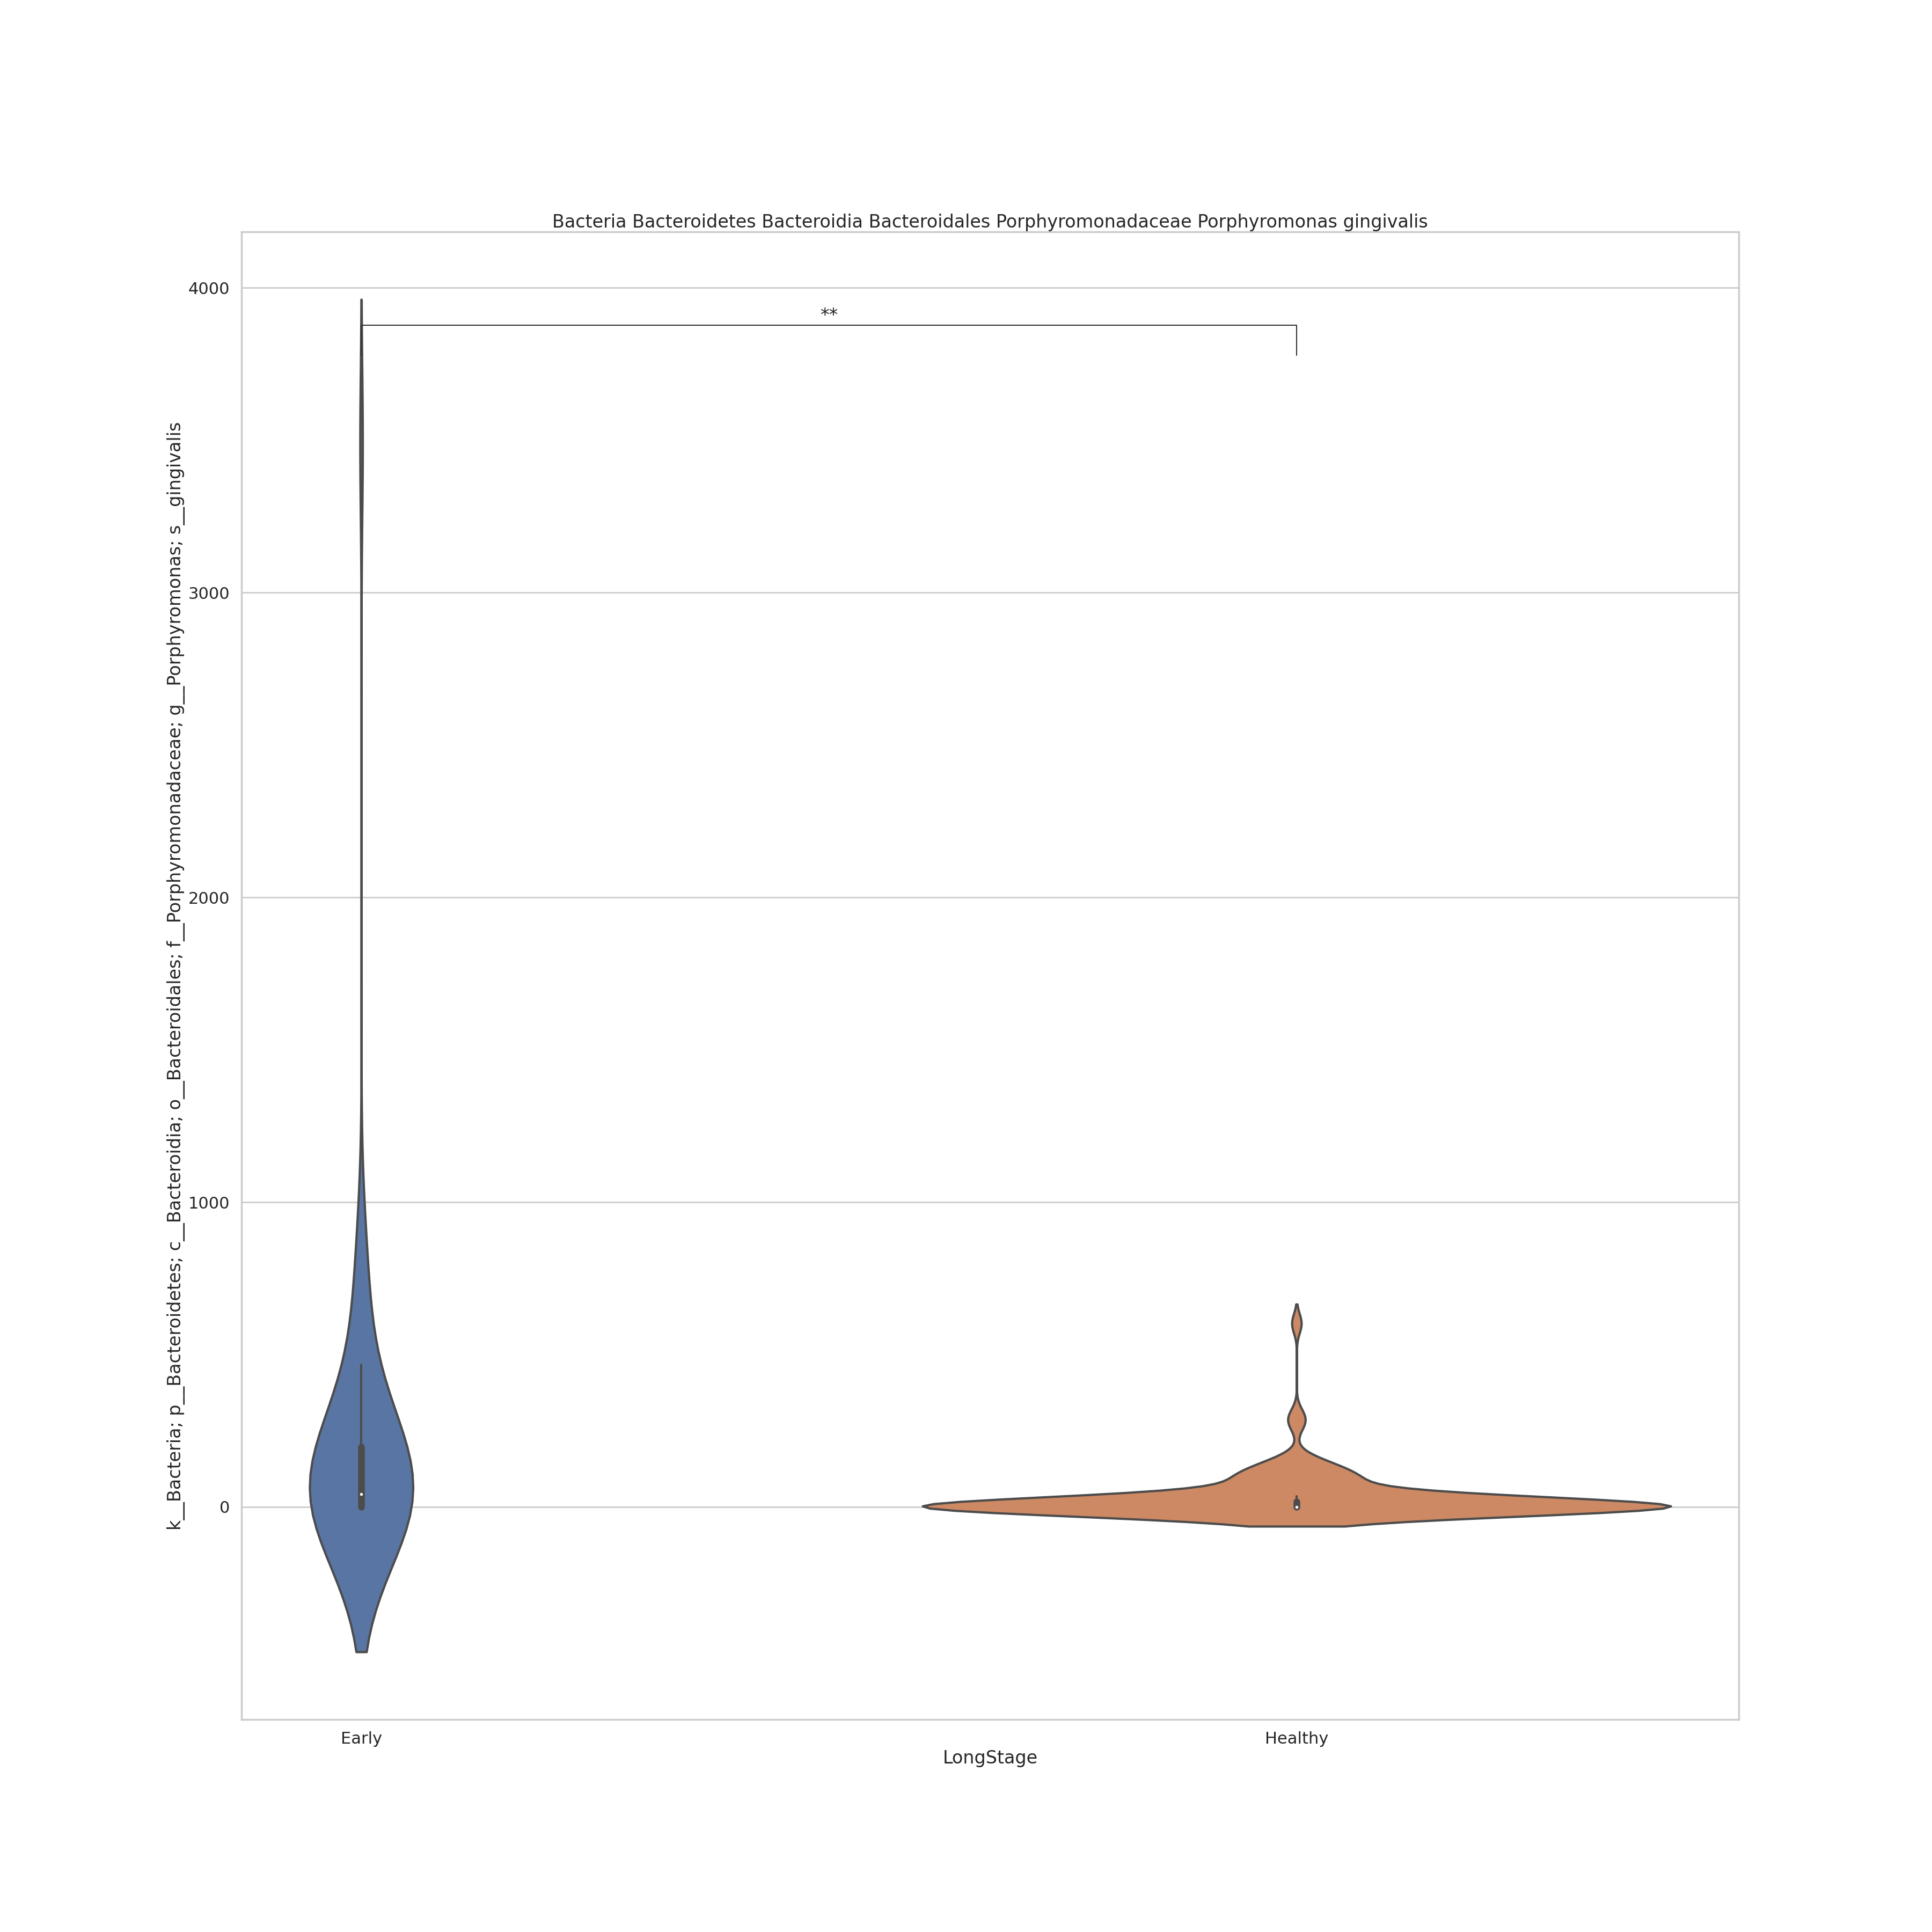 Bacteria Bacteroidetes Bacteroidia Bacteroidales Porphyromonadaceae Porphyromonas gingivalis
k__Bacteria; p__Bacteroidetes; c__Bacteroidia; o__Bacteroidales; f__Porphyromonadaceae; g__Porphyromonas; s__gingivalis
4000
3000
2000
1000
0
**
Early
Healthy
LongStage